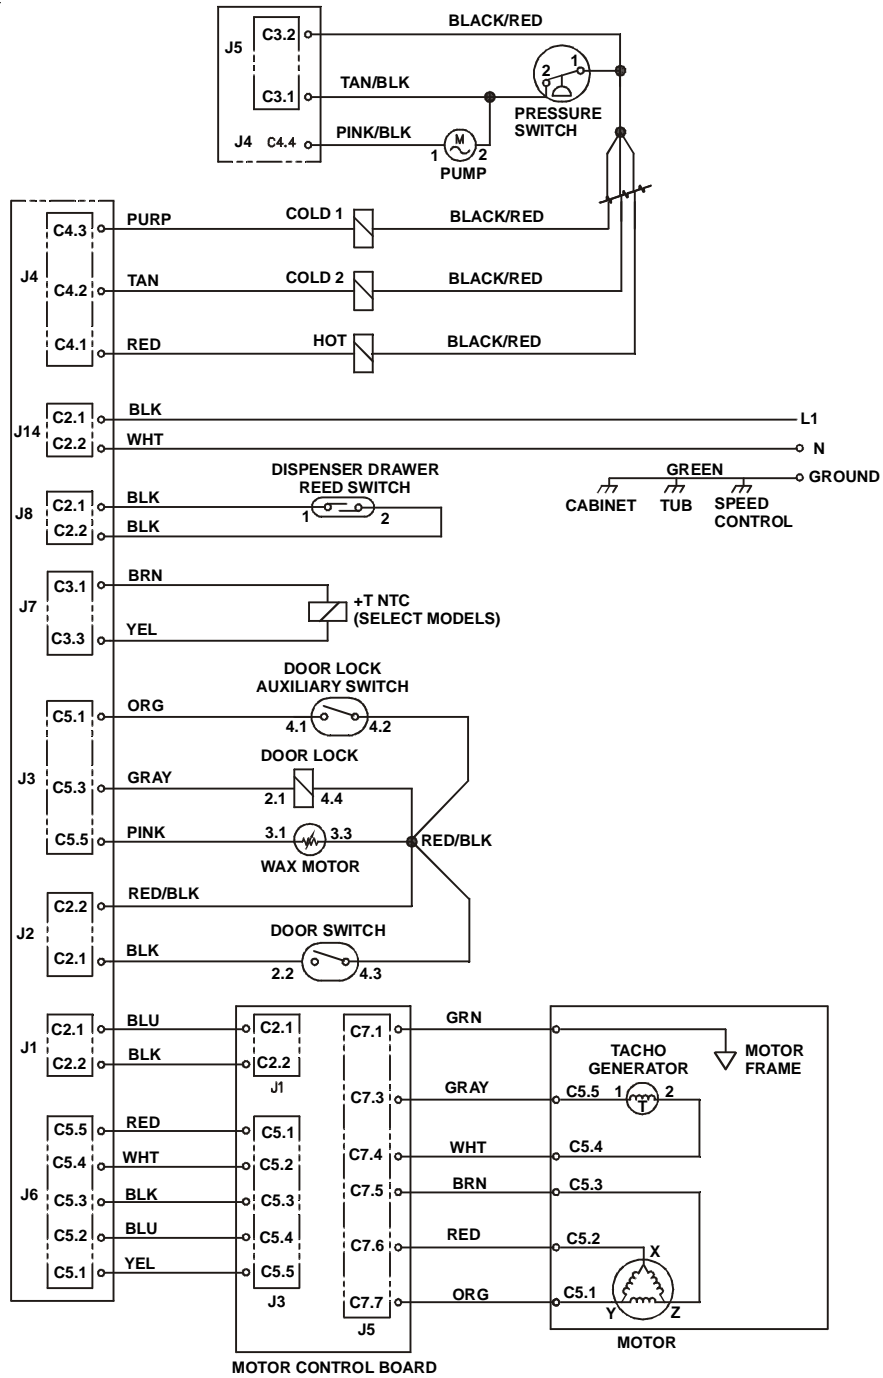 BLACK/RED
C3.2
J5
TAN/BLK
2 1
C3.1
PRESSURE
SWITCH
PINK/BLK
J4 C4.4
M
1 2
PUMP
PURP COLD 1 BLACK/RED
C4.3
J4
TAN COLD 2 BLACK/RED
C4.2
RED HOT BLACK/RED
C4.1
BLK
C2.1 L1
J14
WHT
C2.2 N
DISPENSER DRAWER
REED SWITCH
GREEN
GROUND
CABINET TUB SPEED
CONTROL
BLK
C2.1
J8
1 2
BLK
C2.2
BRN
C3.1
J7
+T NTC
(SELECT MODELS)
YEL
C3.3
DOOR LOCK
AUXILIARY SWITCH
ORG
C5.1
4.1 4.2
DOOR LOCK
J3
GRAY
C5.3
2.1 4.4
PINK
3.1 3.3
C5.5
RED/BLK
WAX MOTOR
RED/BLK
C2.2
J2
DOOR SWITCH
BLK
C2.1
2.2 4.3
BLU
C2.1 C2.1
J1
BLK
C2.2 C2.2
J1
C7.1 GRN
MOTOR
FRAME
TACHO
GENERATOR
C7.3 GRAY C5.5 1 2
T
RED
C5.5 C5.1
C7.4 WHT C5.4
WHT
C5.4 C5.2
C7.5 BRN C5.3
J6
BLK
C5.3 C5.3
BLU
C5.2 C5.4
C7.6 RED C5.2
X
YEL
C5.1 C5.5
J3
C7.7 ORG C5.1
Y Z
J5
MOTOR
MOTOR CONTROL BOARD